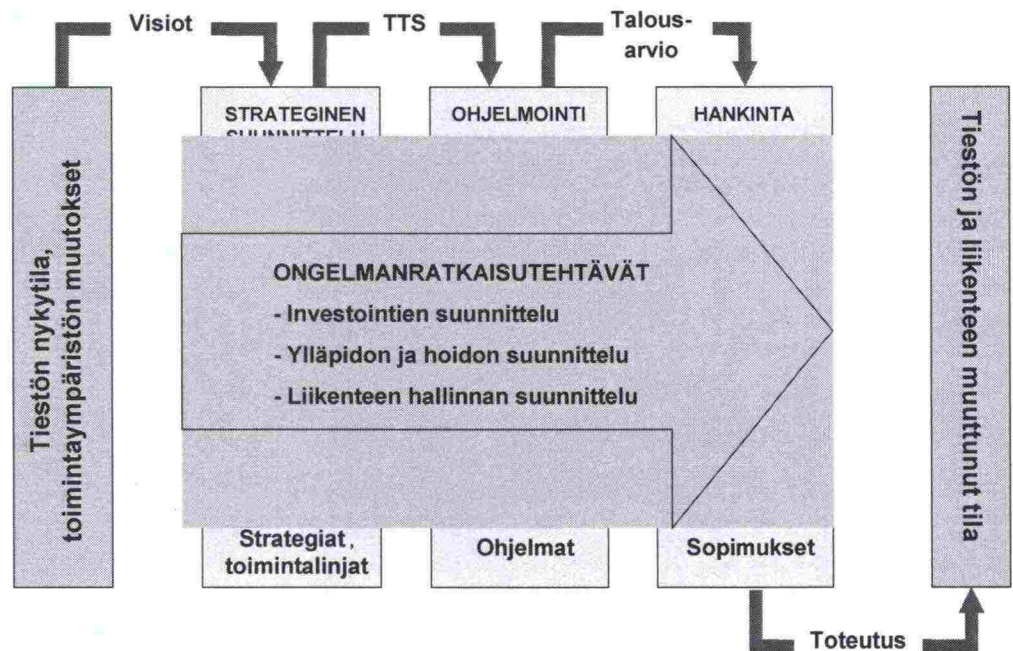 Visiot
TTS
Talous-
arvio
Tiestön nykytila,
toimintaympäristön muutokset
STRATEGINEN
SUUNNITTELU
OHJELMOINTI
HANKINTA
ONGELMANRATKAISUTEHTÄVÄT
- Investointien suunnittelu
- Ylläpidon ja hoidon suunnittelu
- Liikenteen hallinnan suunnittelu
Strategiat,
toimintalinjat
Ohjelmat
Sopimukset
Tiestön ja liikenteen muuttunut tila
Toteutus